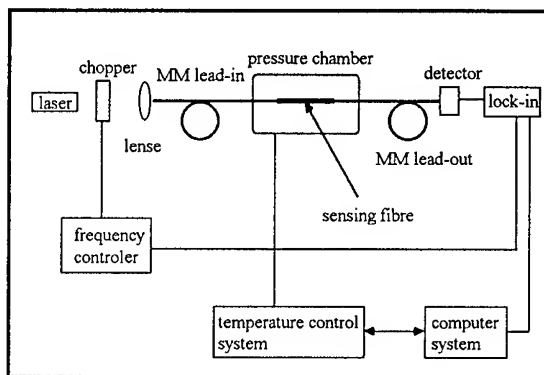 pressure chamber
chopper
MM lead-in
detector
laser
lock-in
lense
MM lead-out
sensing fibre
frequency
controler
temperature control
system
computer
system